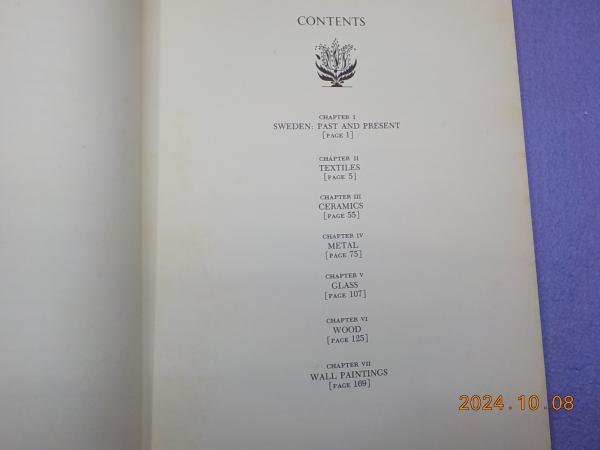 CONTENTS
CHAPTER I
SWEDEN: PAST AND PRESENT
[PAGE 1]
CHAPTER II
TEXTILES
[PAGE 5]
CHAPTER III
CERAMICS
[PAGE 55]
CHAPTER IV
METAL
[PAGE 75]
CHAPTER V
GLASS
[PAGE 107]
CHAPTER VI
WOOD
[PAGE 125]
CHAPTER VII
WALL PAINTINGS
[PAGE 169]
2024.10.08